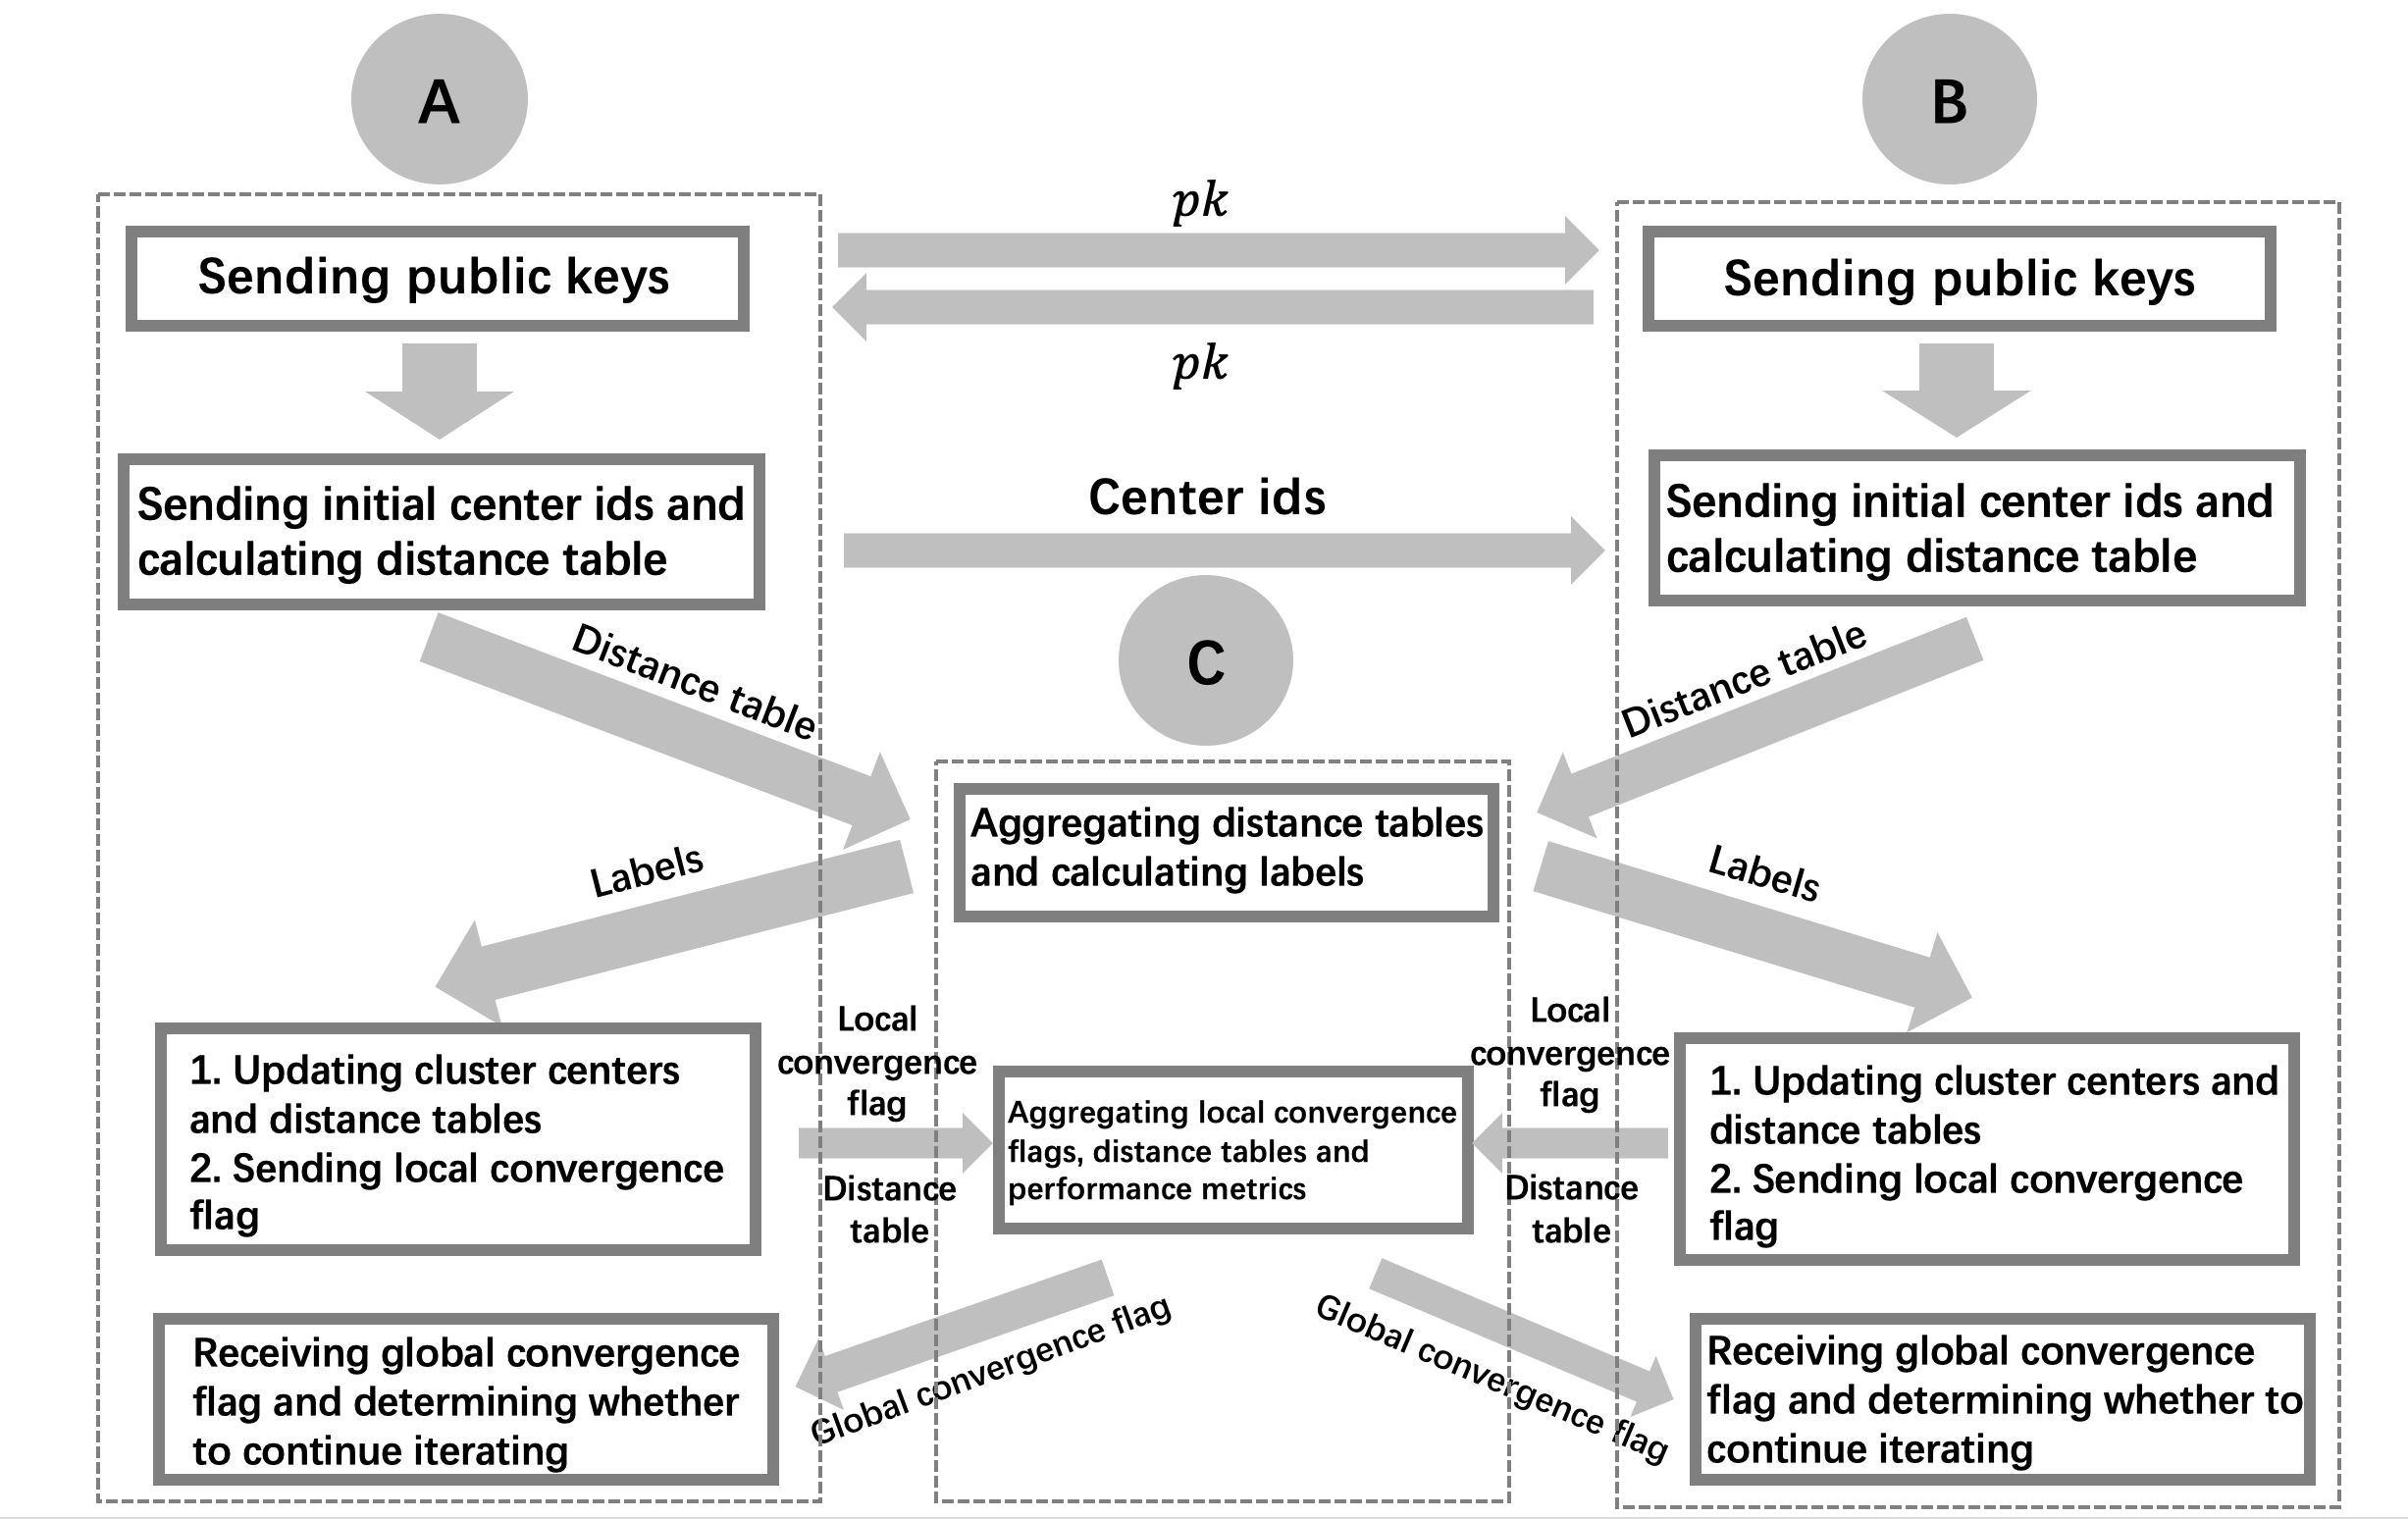 A
B
pk
Sending public keys
Sending public keys
pk
Center ids
Sending initial center ids and
calculating distance table
Sending initial center ids and
calculating distance table
C
Distance table
Distance table
Aggregating distance tables
and calculating labels
Labels
Labels
1. Updating cluster centers
and distance tables
2. Sending local convergence
flag
Local
convergence
flag
Distance
table
Aggregating local convergence
flags, distance tables and
performance metrics
Local
convergence
flag
Distance
table
1. Updating cluster centers and
distance tables
2. Sending local convergence
flag
Global convergence flag
Global convergence flag
Receiving global convergence
flag and determining whether
to continue iterating
Receiving global convergence
flag and determining whether to
continue iterating